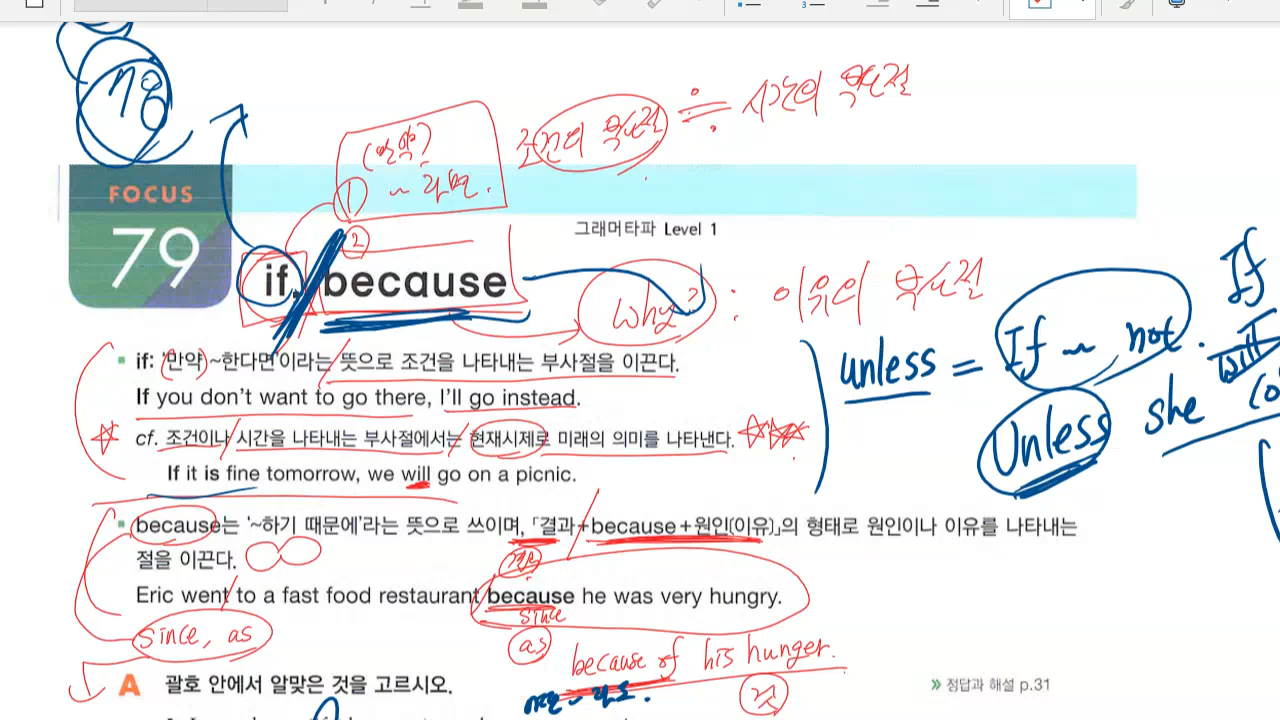 조건의 부사절 ≒ 시간의 부사절
(만약)
① ~라면.
FOCUS
79
그래머타파 Level 1
②
if, because
why? : 이유의 부사절
▪ if: '만약 ~한다면'이라는 뜻으로 조건을 나타내는 부사절을 이끈다.
If you don't want to go there, I'll go instead.
cf. 조건이나 시간을 나타내는 부사절에서는 현재시제로 미래의 의미를 나타낸다.
If it is fine tomorrow, we will go on a picnic.
unless = If ~ not.
If
will
Unless she
▪ because는 '~하기 때문에'라는 뜻으로 쓰이며, 「결과+because+원인(이유)」의 형태로 원인이나 이유를 나타내는
절을 이끈다.
Eric went to a fast food restaurant because he was very hungry.
since, as
since
as
because of his hunger.
A 괄호 안에서 알맞은 것을 고르시오.
» 정답과 해설 p.31